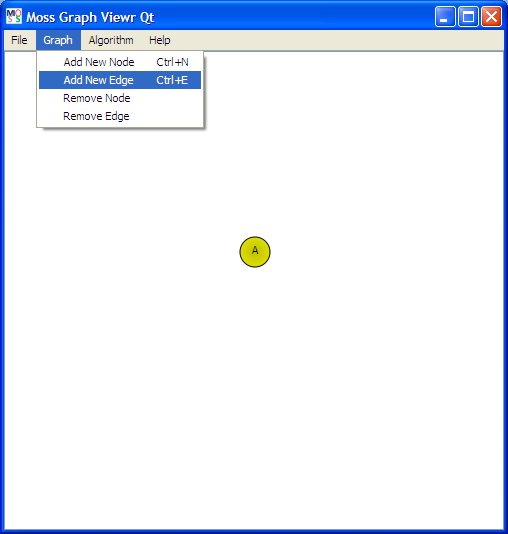 MOSS
Moss Graph Viewr Qt
File Graph Algorithm Help
Add New Node Ctrl+N
Add New Edge Ctrl+E
Remove Node
Remove Edge
A